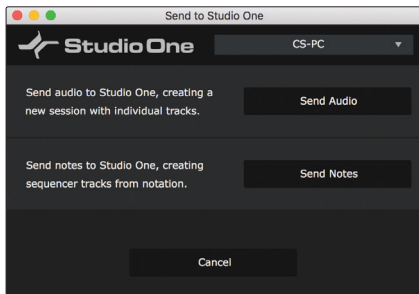 Send to Studio One
Studio One
CS-PC
Send audio to Studio One, creating a
new session with individual tracks.
Send Audio
Send notes to Studio One, creating
sequencer tracks from notation.
Send Notes
Cancel